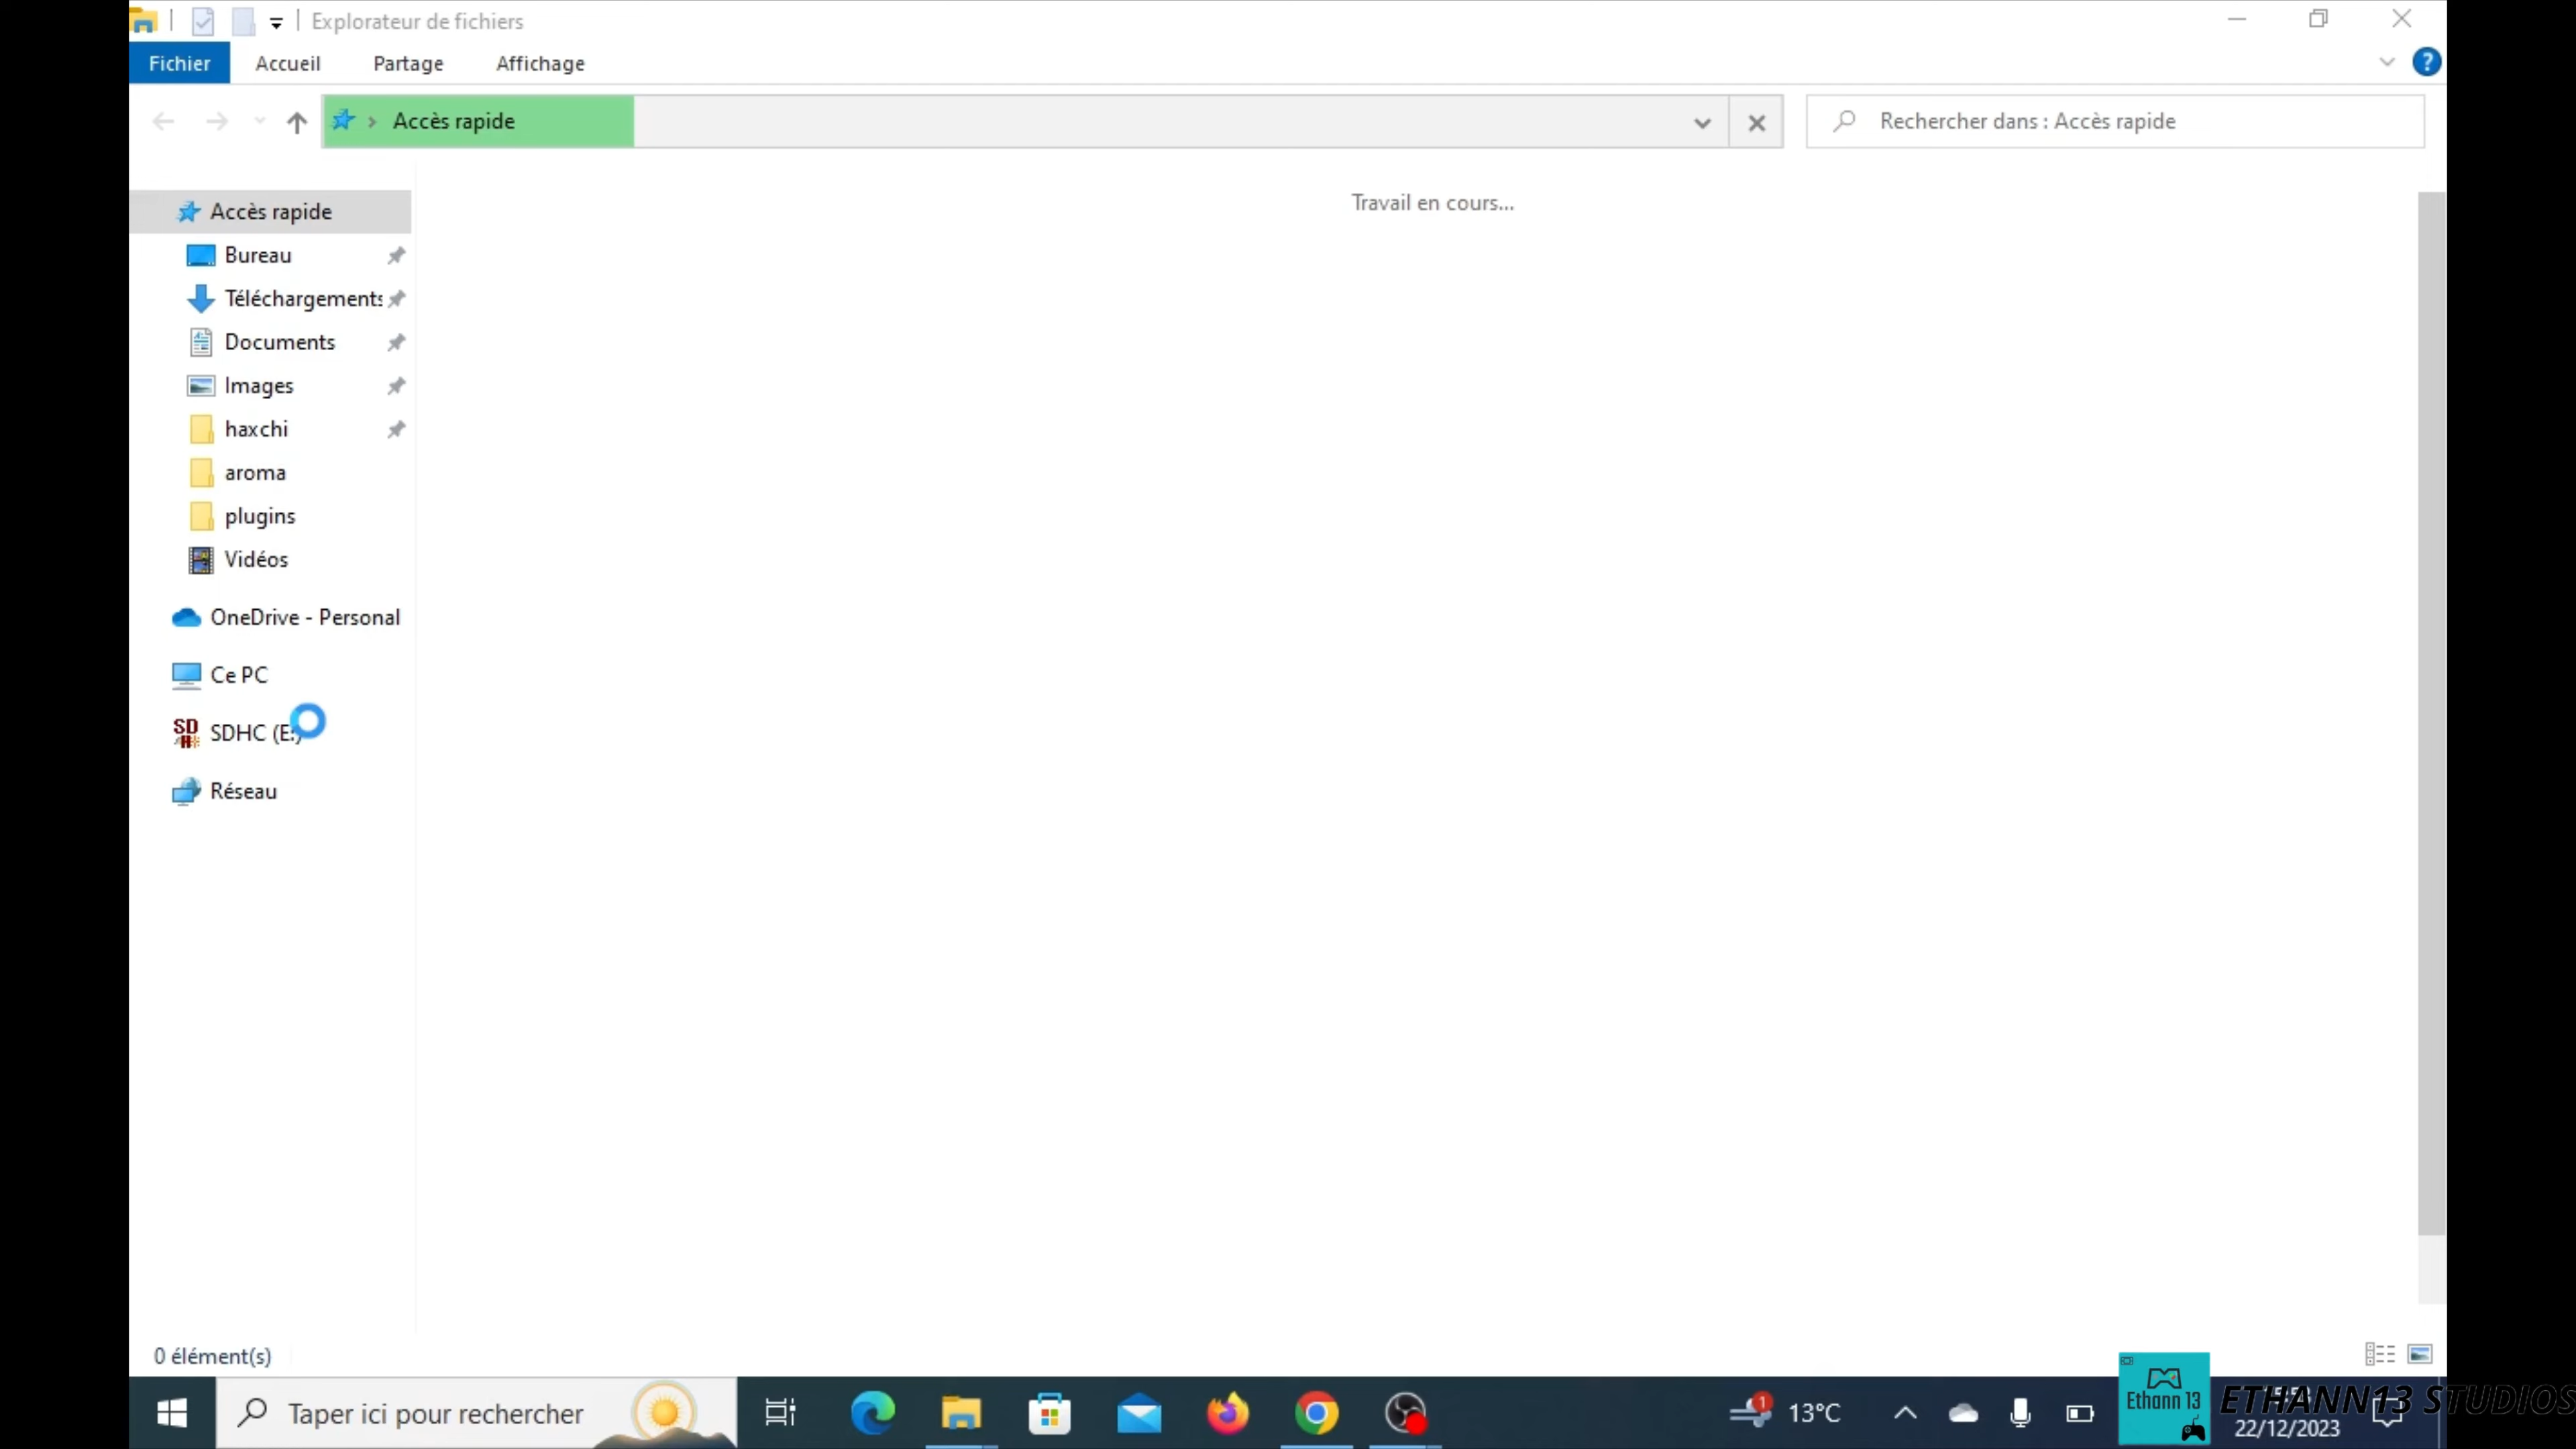 Explorateur de fichiers
Fichier Accueil Partage Affichage
Accès rapide
Rechercher dans : Accès rapide
Travail en cours...
Accès rapide
Bureau
Téléchargements
Documents
Images
haxchi
aroma
plugins
Vidéos
OneDrive - Personal
Ce PC
SDHC (E:)
Réseau
0 élément(s)
Taper ici pour rechercher
1
13°C
Ethann 13
ETHANN13 STUDIOS
22/12/2023